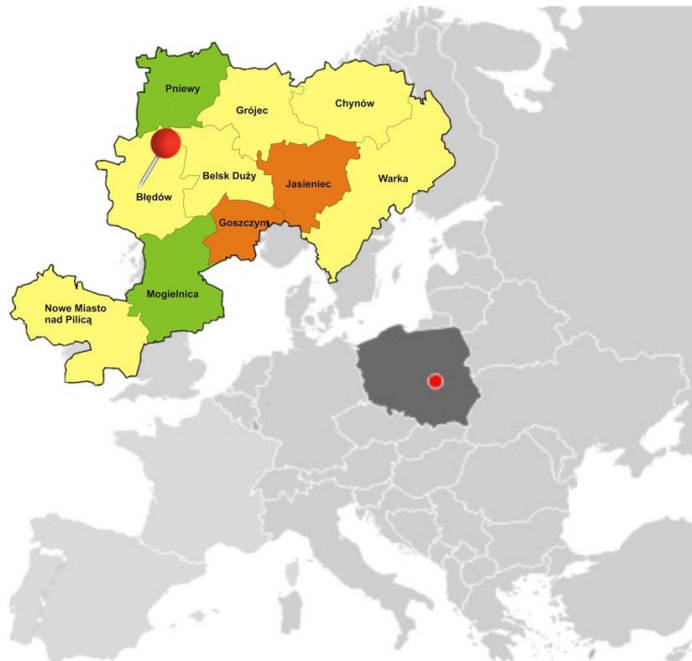 Pniewy
Grójec
Chynów
Belsk Duży
Jasieniec
Warka
Błędów
Goszczyn
Mogielnica
Nowe Miasto
nad Pilicą